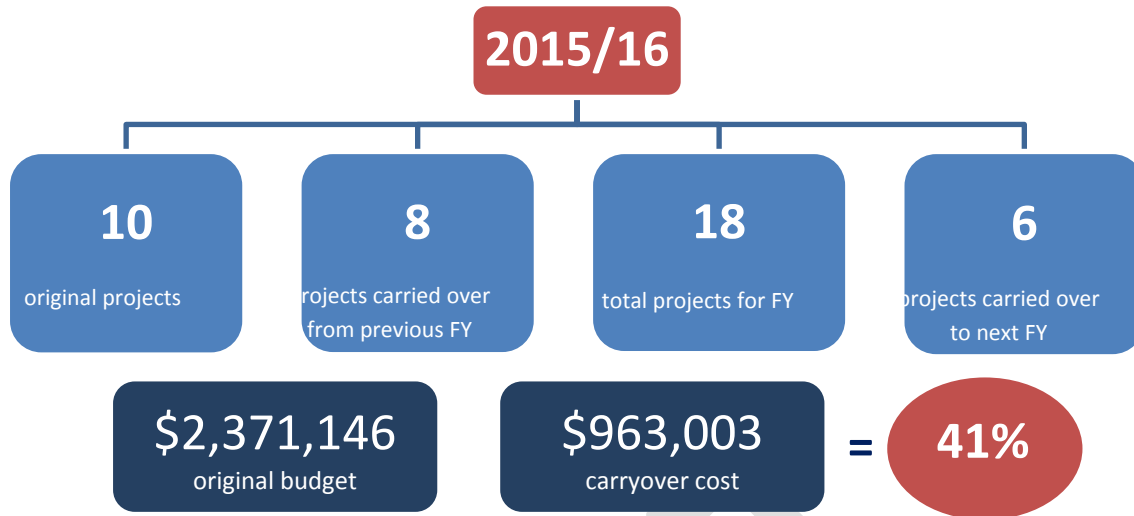 2015/16
10
original projects
8
rojects carried over
from previous FY
18
total projects for FY
6
projects carried over
to next FY
$2,371,146
original budget
$963,003
carryover cost
=
41%